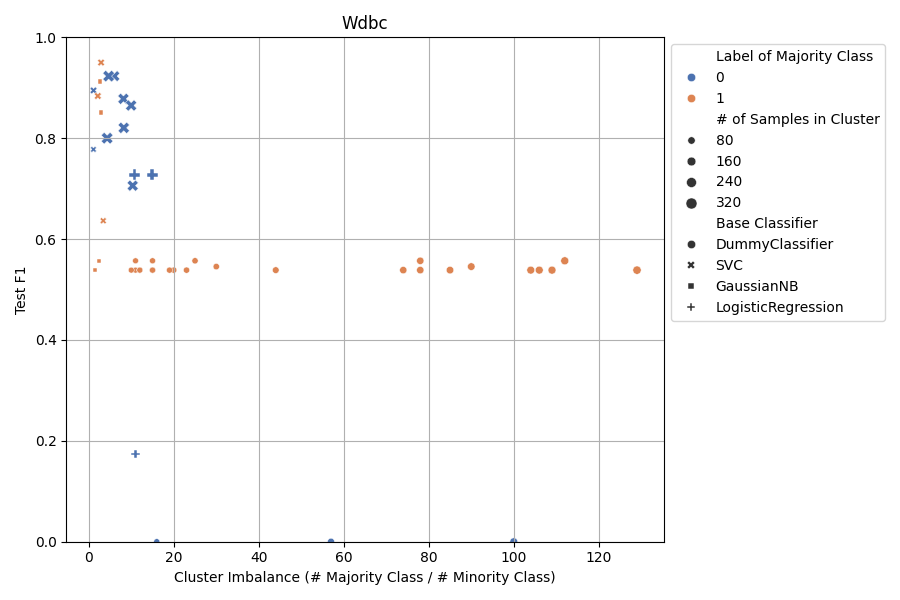 Wdbc
1.0
0.8
0.6
0.4
0.2
0.0
Test F1
0 20 40 60 80 100 120
Cluster Imbalance (# Majority Class / # Minority Class)
Label of Majority Class
0
1
# of Samples in Cluster
80
160
240
320
Base Classifier
DummyClassifier
SVC
GaussianNB
LogisticRegression